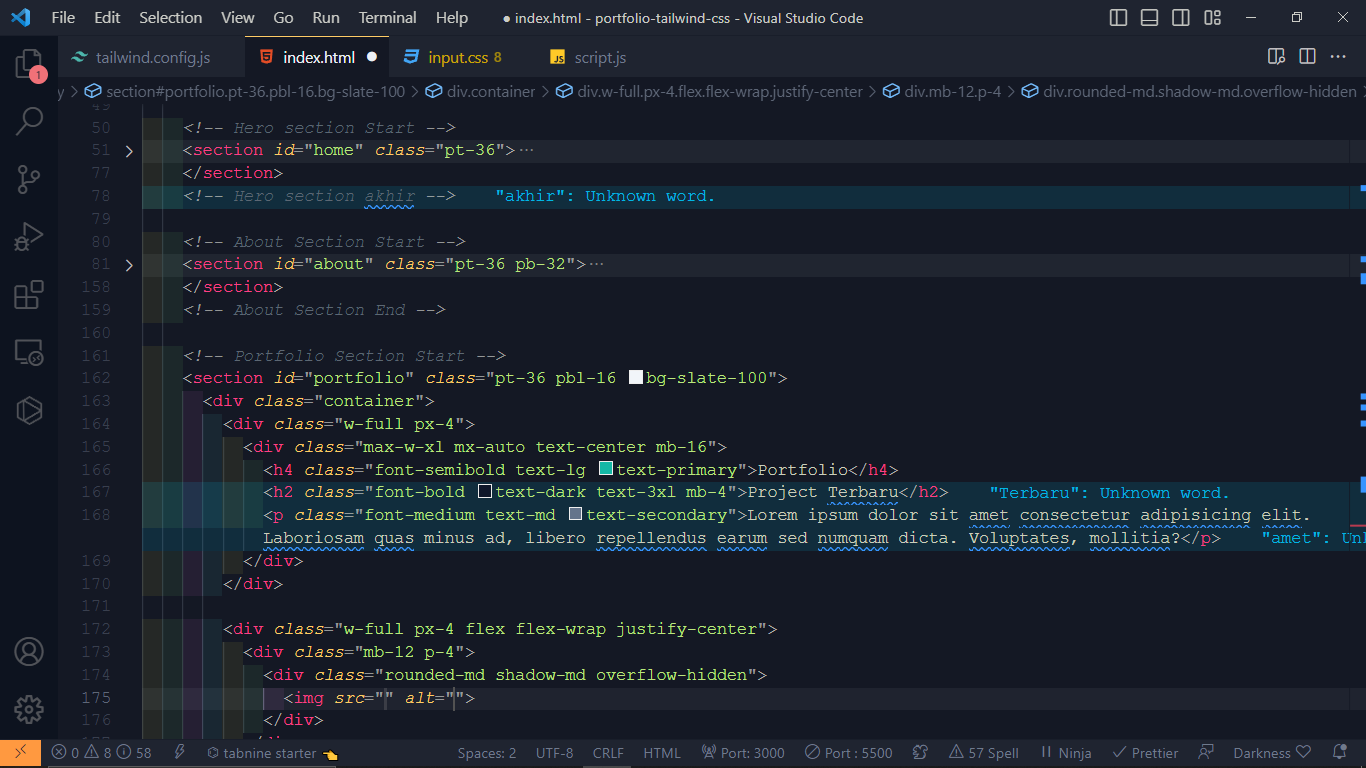 File Edit Selection View Go Run Terminal Help ● index.html - portfolio-tailwind-css - Visual Studio Code
tailwind.config.js index.html ● input.css 8 script.js
1
y > section#portfolio.pt-36.pbl-16.bg-slate-100 > div.container > div.w-full.px-4.flex.flex-wrap.justify-center > div.mb-12.p-4 > div.rounded-md.shadow-md.overflow-hidden >
49
50 <!-- Hero section Start -->
51 > <section id="home" class="pt-36">···
77 </section>
78 <!-- Hero section akhir --> "akhir": Unknown word.
79
80 <!-- About Section Start -->
81 > <section id="about" class="pt-36 pb-32">···
158 </section>
159 <!-- About Section End -->
160
161 <!-- Portfolio Section Start -->
162 <section id="portfolio" class="pt-36 pbl-16 bg-slate-100">
163 <div class="container">
164 <div class="w-full px-4">
165 <div class="max-w-xl mx-auto text-center mb-16">
166 <h4 class="font-semibold text-lg text-primary">Portfolio</h4>
167 <h2 class="font-bold text-dark text-3xl mb-4">Project Terbaru</h2> "Terbaru": Unknown word.
168 <p class="font-medium text-md text-secondary">Lorem ipsum dolor sit amet consectetur adipisicing elit.
Laboriosam quas minus ad, libero repellendus earum sed numquam dicta. Voluptates, mollitia?</p> "amet": Unk
169 </div>
170 </div>
171
172 <div class="w-full px-4 flex flex-wrap justify-center">
173 <div class="mb-12 p-4">
174 <div class="rounded-md shadow-md overflow-hidden">
175 <img src="" alt="">
176 </div>
0 8 58 tabnine starter Spaces: 2 UTF-8 CRLF HTML Port: 3000 Port : 5500 57 Spell Ninja Prettier Darkness